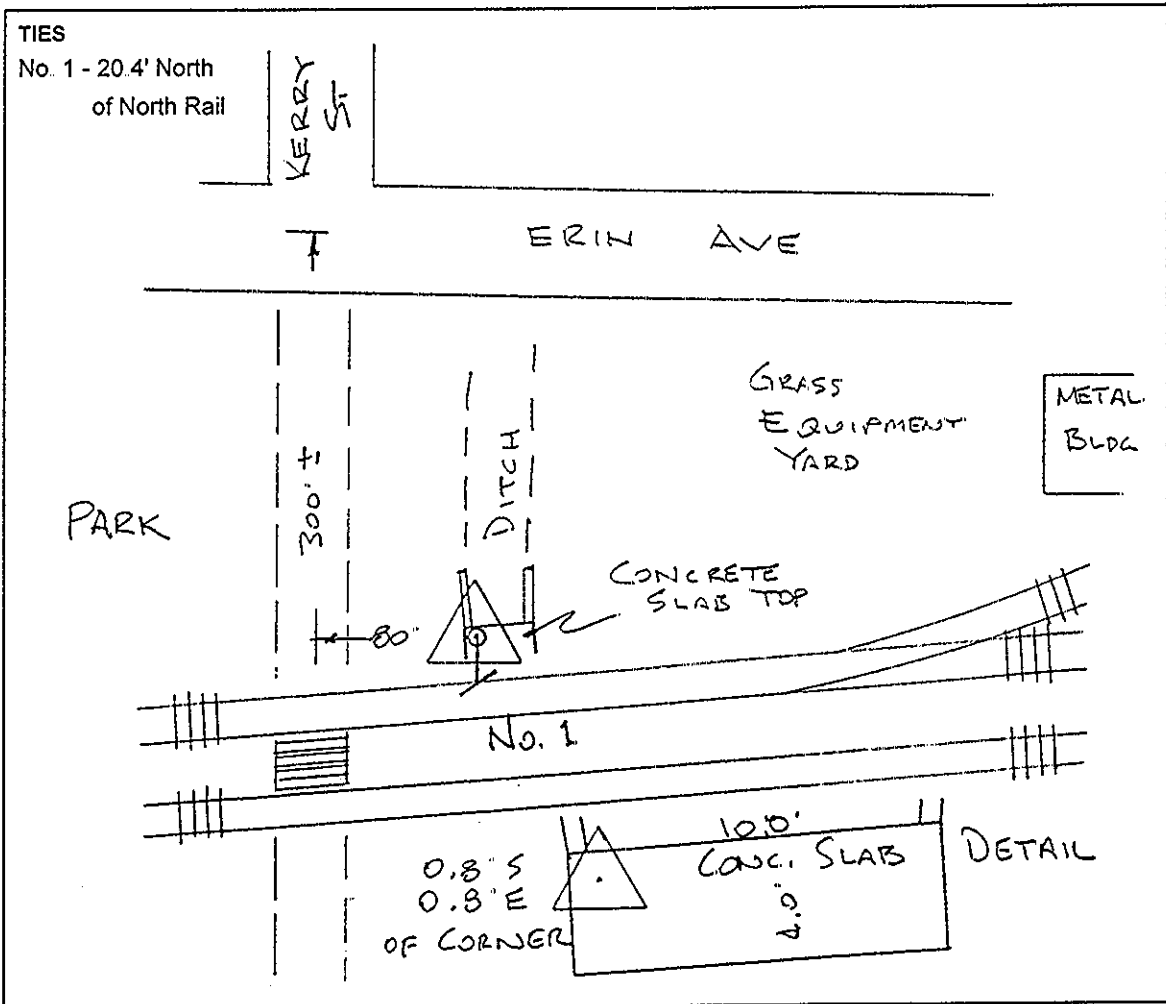 TIES
No. 1 - 20.4' North
of North Rail
KERRY
ST.
ERIN AVE
GRASS
EQUIPMENT
YARD
METAL
BLDG
PARK
300' ±
DITCH
CONCRETE
SLAB TOP
80'
No. 1
10.0'
CONC. SLAB
4.0'
DETAIL
0.8' S
0.8' E
OF CORNER